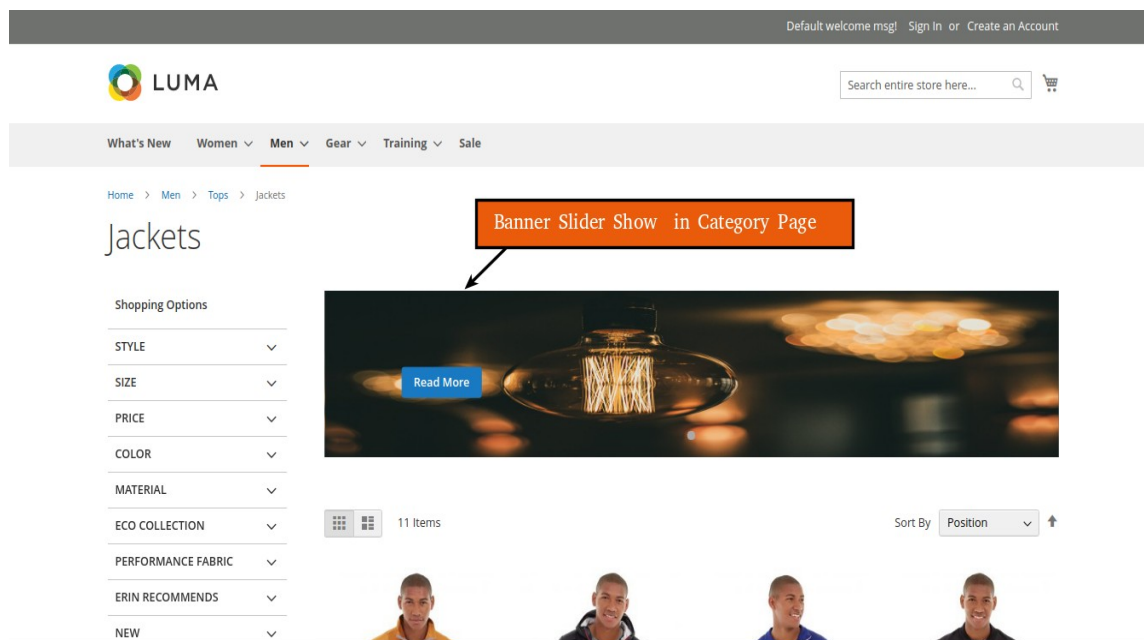 Default welcome msg! Sign In or Create an Account
LUMA
Search entire store here...
What's New Women Men Gear Training Sale
Home > Men > Tops > Jackets
Jackets
Banner Slider Show in Category Page
Shopping Options
STYLE
SIZE
PRICE
COLOR
MATERIAL
ECO COLLECTION
PERFORMANCE FABRIC
ERIN RECOMMENDS
NEW
Read More
11 Items
Sort By Position